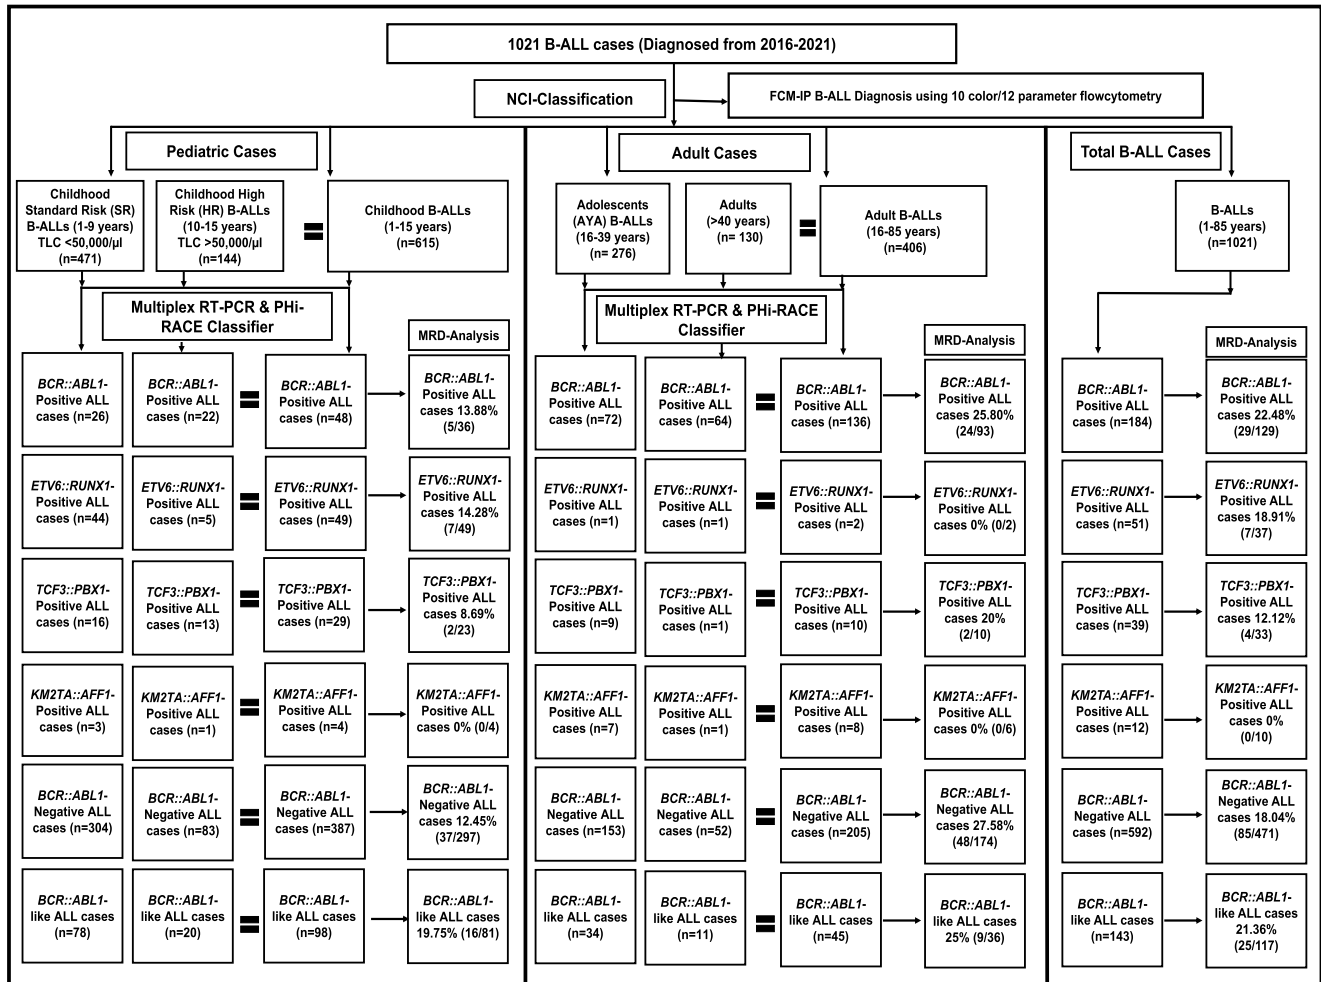 1021 B-ALL cases (Diagnosed from 2016-2021)
NCI-Classification
FCM-IP B-ALL Diagnosis using 10 color/12 parameter flowcytometry
Pediatric Cases
Childhood
Standard Risk (SR)
B-ALLs (1-9 years)
TLC <50,000/µl
(n=471)
Childhood High
Risk (HR) B-ALLs
(10-15 years)
TLC >50,000/µl
(n=144)
Childhood B-ALLs
(1-15 years)
(n=615)
Multiplex RT-PCR & PHi-
RACE Classifier
MRD-Analysis
BCR::ABL1-
Positive ALL
cases (n=26)
BCR::ABL1-
Positive ALL
cases (n=22)
BCR::ABL1-
Positive ALL
cases (n=48)
BCR::ABL1-
Positive ALL
cases 13.88%
(5/36)
ETV6::RUNX1-
Positive ALL
cases (n=44)
ETV6::RUNX1-
Positive ALL
cases (n=5)
ETV6::RUNX1-
Positive ALL
cases (n=49)
ETV6::RUNX1-
Positive ALL
cases 14.28%
(7/49)
TCF3::PBX1-
Positive ALL
cases (n=16)
TCF3::PBX1-
Positive ALL
cases (n=13)
TCF3::PBX1-
Positive ALL
cases (n=29)
TCF3::PBX1-
Positive ALL
cases 8.69%
(2/23)
KM2TA::AFF1-
Positive ALL
cases (n=3)
KM2TA::AFF1-
Positive ALL
cases (n=1)
KM2TA::AFF1-
Positive ALL
cases (n=4)
KM2TA::AFF1-
Positive ALL
cases 0% (0/4)
BCR::ABL1-
Negative ALL
cases (n=304)
BCR::ABL1-
Negative ALL
cases (n=83)
BCR::ABL1-
Negative ALL
cases (n=387)
BCR::ABL1-
Negative ALL
cases 12.45%
(37/297)
BCR::ABL1-
like ALL cases
(n=78)
BCR::ABL1-
like ALL cases
(n=20)
BCR::ABL1-
like ALL cases
(n=98)
BCR::ABL1-
like ALL cases
19.75% (16/81)
Adult Cases
Adolescents
(AYA) B-ALLs
(16-39 years)
(n= 276)
Adults
(>40 years)
(n= 130)
Adult B-ALLs
(16-85 years)
(n=406)
Multiplex RT-PCR & PHi-RACE
Classifier
MRD-Analysis
BCR::ABL1-
Positive ALL
cases (n=72)
BCR::ABL1-
Positive ALL
cases (n=64)
BCR::ABL1-
Positive ALL
cases (n=136)
BCR::ABL1-
Positive ALL
cases 25.80%
(24/93)
ETV6::RUNX1-
Positive ALL
cases (n=1)
ETV6::RUNX1-
Positive ALL
cases (n=1)
ETV6::RUNX1-
Positive ALL
cases (n=2)
ETV6::RUNX1-
Positive ALL
cases 0% (0/2)
TCF3::PBX1-
Positive ALL
cases (n=9)
TCF3::PBX1-
Positive ALL
cases (n=1)
TCF3::PBX1-
Positive ALL
cases (n=10)
TCF3::PBX1-
Positive ALL
cases 20%
(2/10)
KM2TA::AFF1-
Positive ALL
cases (n=7)
KM2TA::AFF1-
Positive ALL
cases (n=1)
KM2TA::AFF1-
Positive ALL
cases (n=8)
KM2TA::AFF1-
Positive ALL
cases 0% (0/6)
BCR::ABL1-
Negative ALL
cases (n=153)
BCR::ABL1-
Negative ALL
cases (n=52)
BCR::ABL1-
Negative ALL
cases (n=205)
BCR::ABL1-
Negative ALL
cases 27.58%
(48/174)
BCR::ABL1-
like ALL cases
(n=34)
BCR::ABL1-
like ALL cases
(n=11)
BCR::ABL1-
like ALL cases
(n=45)
BCR::ABL1-
like ALL cases
25% (9/36)
Total B-ALL Cases
B-ALLs
(1-85 years)
(n=1021)
MRD-Analysis
BCR::ABL1-
Positive ALL
cases (n=184)
BCR::ABL1-
Positive ALL
cases 22.48%
(29/129)
ETV6::RUNX1-
Positive ALL
cases (n=51)
ETV6::RUNX1-
Positive ALL
cases 18.91%
(7/37)
TCF3::PBX1-
Positive ALL
cases (n=39)
TCF3::PBX1-
Positive ALL
cases 12.12%
(4/33)
KM2TA::AFF1-
Positive ALL
cases (n=12)
KM2TA::AFF1-
Positive ALL
cases 0%
(0/10)
BCR::ABL1-
Negative ALL
cases (n=592)
BCR::ABL1-
Negative ALL
cases 18.04%
(85/471)
BCR::ABL1-
like ALL cases
(n=143)
BCR::ABL1-
like ALL cases
21.36%
(25/117)